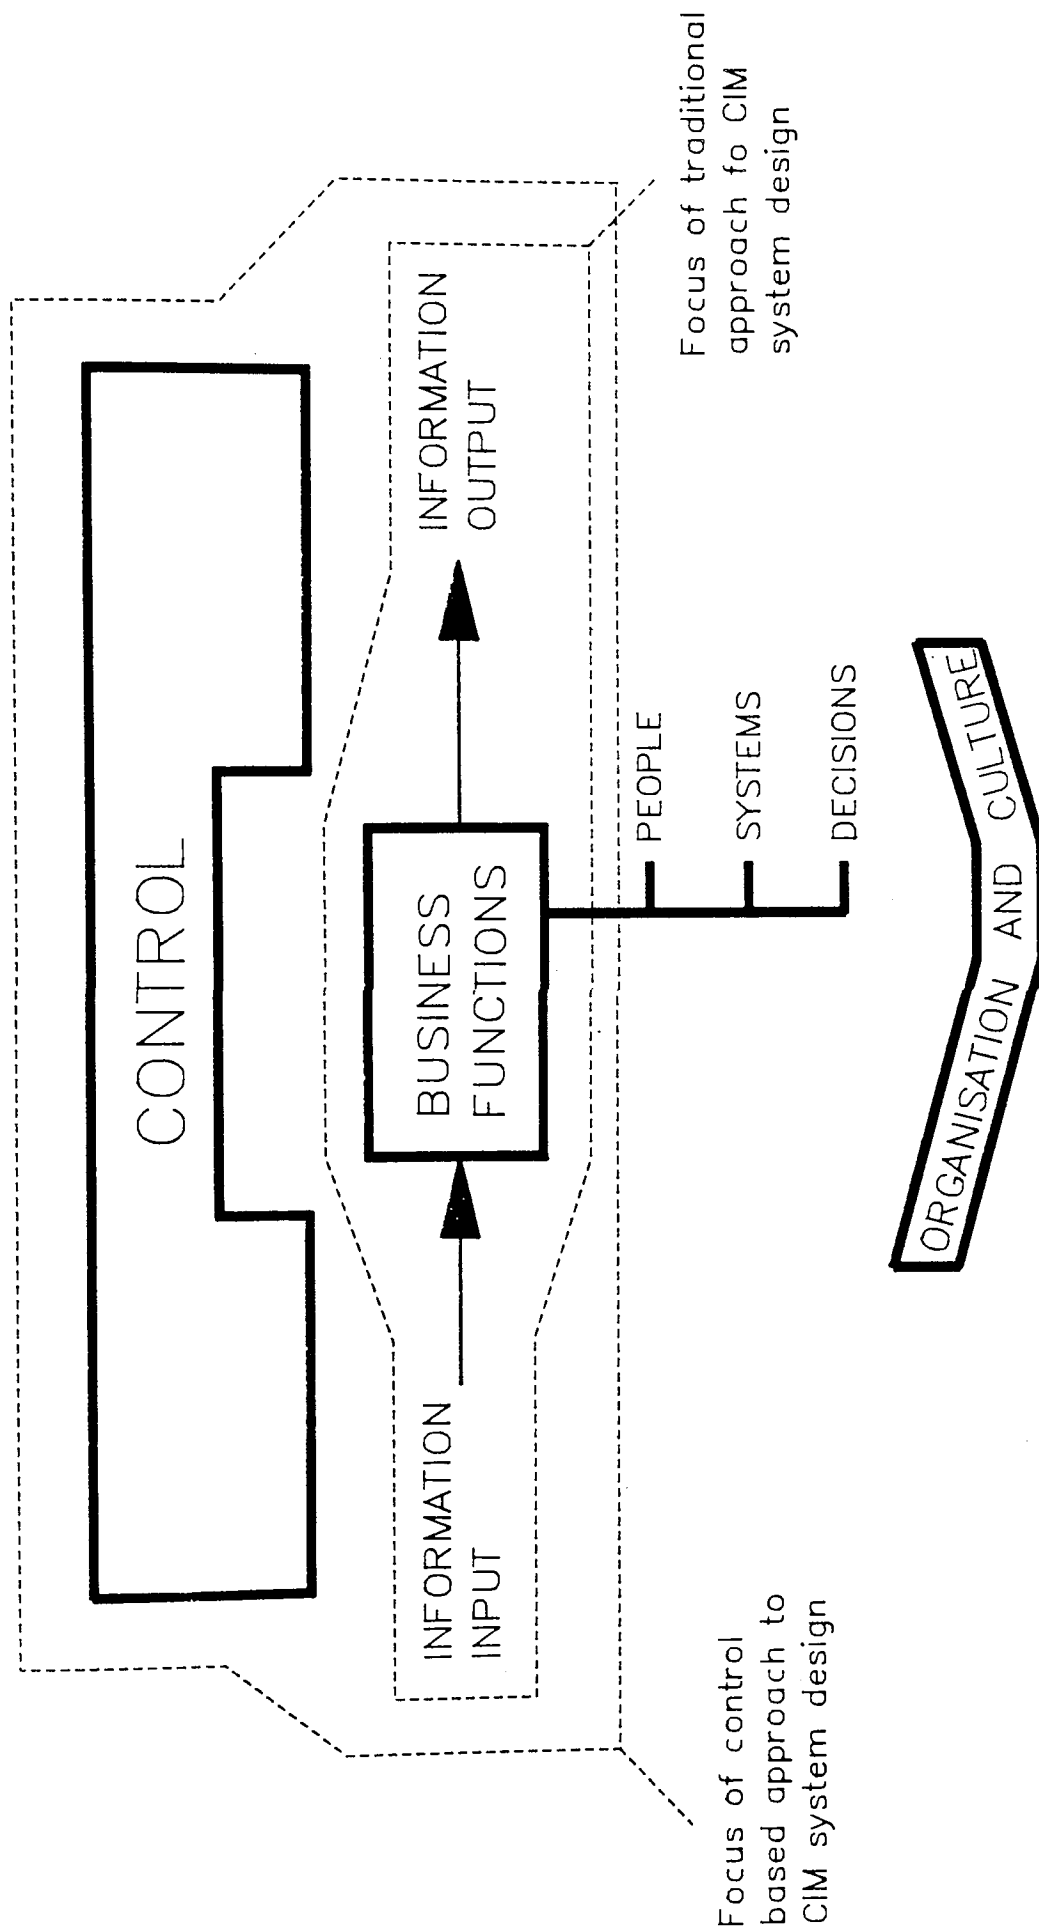 CONTROL
INFORMATION
INPUT
BUSINESS
FUNCTIONS
INFORMATION
OUTPUT
PEOPLE
SYSTEMS
DECISIONS
Focus of control
based approach to
CIM system design
Focus of traditional
approach fo CIM
system design
ORGANISATION AND CULTURE